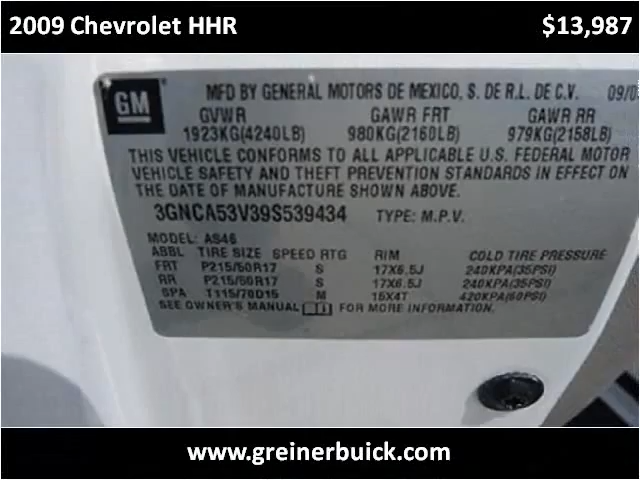 2009 Chevrolet HHR $13,987
GM
MFD BY GENERAL MOTORS DE MEXICO, S. DE R.L. DE C.V. 09/0
GVWR GAWR FRT GAWR RR
1923KG(4240LB) 980KG(2160LB) 979KG(2158LB)
THIS VEHICLE CONFORMS TO ALL APPLICABLE U.S. FEDERAL MOTOR
VEHICLE SAFETY AND THEFT PREVENTION STANDARDS IN EFFECT ON
THE DATE OF MANUFACTURE SHOWN ABOVE.
3GNCA53V39S539434 TYPE: M.P.V.
MODEL: AS46
ABBL TIRE SIZE SPEED RTG RIM COLD TIRE PRESSURE
FRT P215/50R17 S 17X6.5J 240KPA(35PSI)
RR P215/50R17 S 17X6.5J 240KPA(35PSI)
SPA T115/70D15 M 15X4T 420KPA(60PSI)
SEE OWNER'S MANUAL FOR MORE INFORMATION.
www.greinerbuick.com